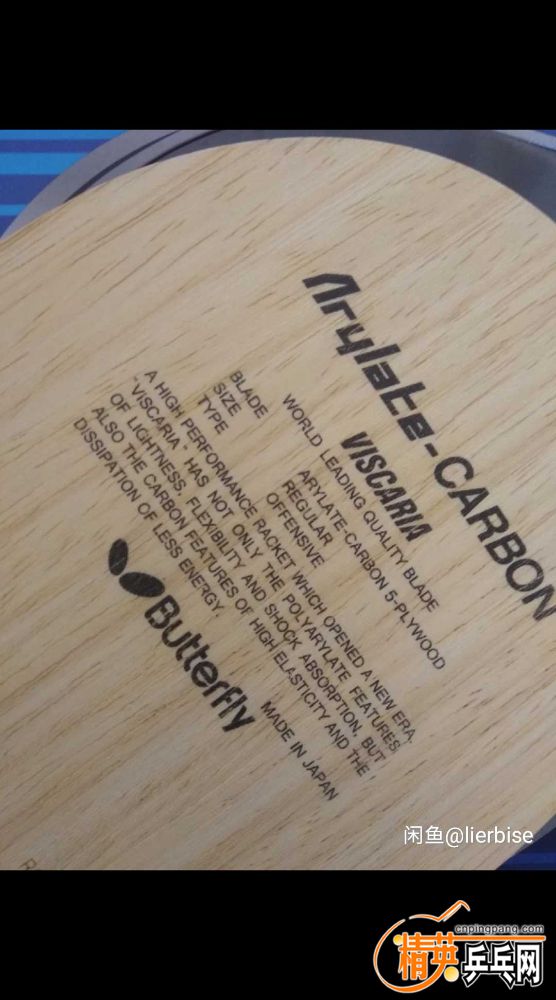 Arylate-CARBON
WORLD LEADING QUALITY BLADE
VISCARIA
BLADE ARYLATE-CARBON 5-PLYWOOD
SIZE REGULAR
TYPE OFFENSIVE
A HIGH PERFORMANCE RACKET WHICH OPENED A NEW ERA.
"VISCARIA" HAS NOT ONLY THE POLYARYLATE FEATURES
OF LIGHTNESS, FLEXIBILITY AND SHOCK ABSORPTION, BUT
ALSO THE CARBON FEATURES OF HIGH ELASTICITY AND THE
DISSIPATION OF LESS ENERGY.
Butterfly
MADE IN JAPAN
R
闲鱼@lierbise
cnpingpang.com
精英乒乓网